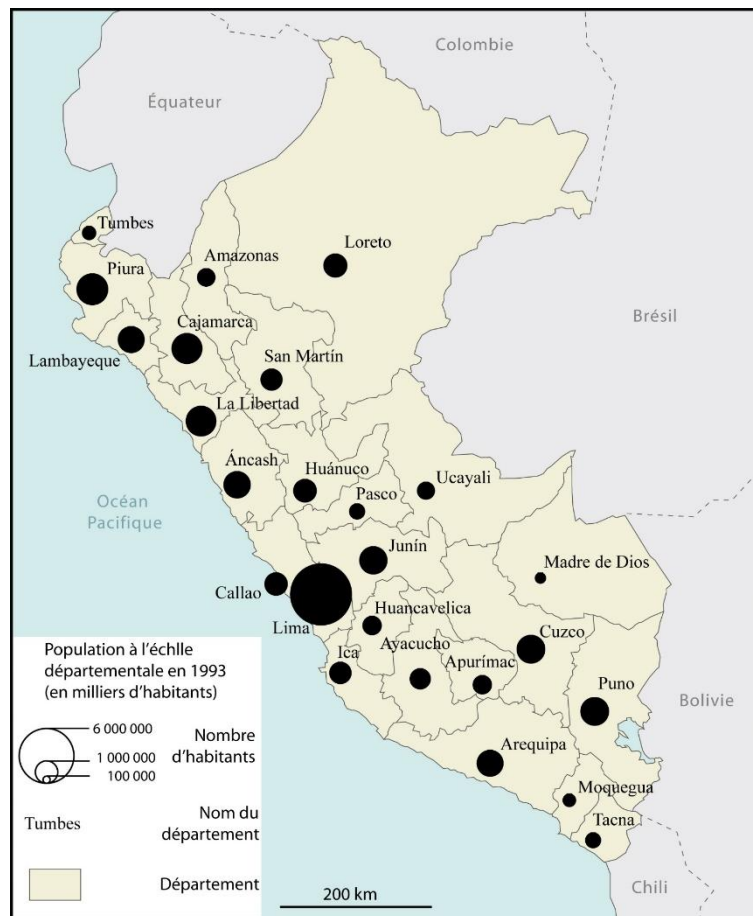 Colombie
Équateur
Tumbes
Loreto
Amazonas
Piura
Brésil
Cajamarca
Lambayeque
San Martín
La Libertad
Áncash
Huánuco
Ucayali
Pasco
Océan
Pacifique
Junín
Madre de Dios
Callao
Huancavelica
Lima
Cuzco
Ayacucho
Ica
Apurímac
Puno
Bolivie
Arequipa
Moquegua
Tacna
Chili
Population à l'échlle
départementale en 1993
(en milliers d'habitants)
6 000 000
1 000 000
100 000
Nombre
d'habitants
Tumbes
Nom du
département
Département
200 km